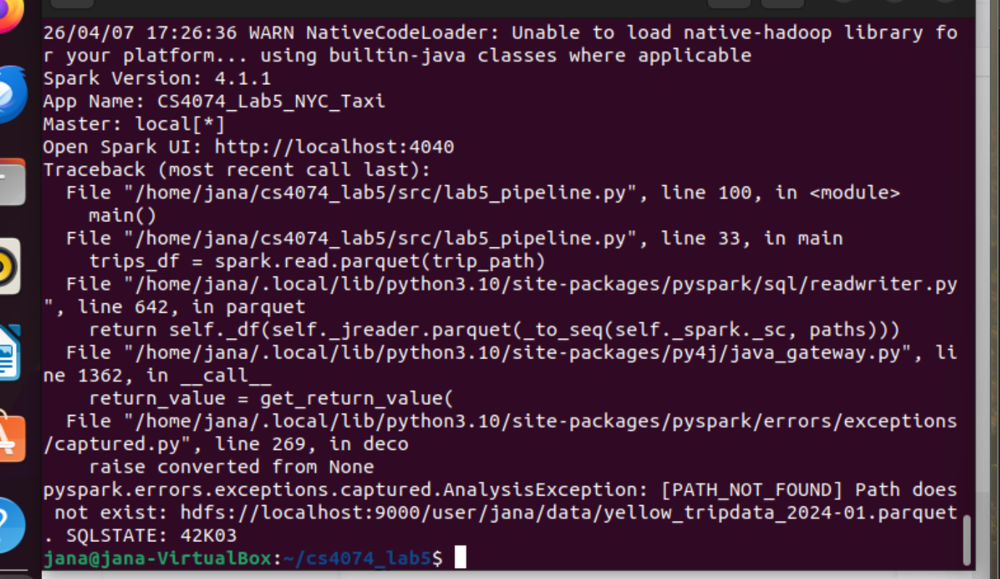 26/04/07 17:26:36 WARN NativeCodeLoader: Unable to load native-hadoop library fo
r your platform... using builtin-java classes where applicable
Spark Version: 4.1.1
App Name: CS4074_Lab5_NYC_Taxi
Master: local[*]
Open Spark UI: http://localhost:4040
Traceback (most recent call last):
  File "/home/jana/cs4074_lab5/src/lab5_pipeline.py", line 100, in <module>
    main()
  File "/home/jana/cs4074_lab5/src/lab5_pipeline.py", line 33, in main
    trips_df = spark.read.parquet(trip_path)
  File "/home/jana/.local/lib/python3.10/site-packages/pyspark/sql/readwriter.py
", line 642, in parquet
    return self._df(self._jreader.parquet(_to_seq(self._spark._sc, paths)))
  File "/home/jana/.local/lib/python3.10/site-packages/py4j/java_gateway.py", li
ne 1362, in __call__
    return_value = get_return_value(
  File "/home/jana/.local/lib/python3.10/site-packages/pyspark/errors/exceptions
/captured.py", line 269, in deco
    raise converted from None
pyspark.errors.exceptions.captured.AnalysisException: [PATH_NOT_FOUND] Path does
 not exist: hdfs://localhost:9000/user/jana/data/yellow_tripdata_2024-01.parquet
. SQLSTATE: 42K03
jana@jana-VirtualBox:~/cs4074_lab5$